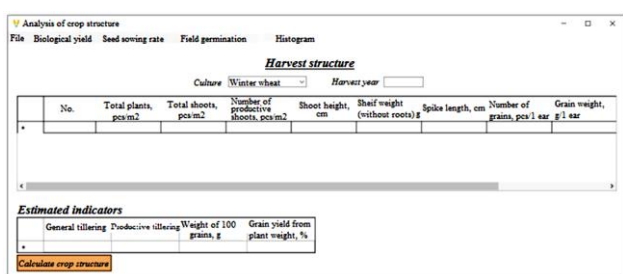 Analysis of crop structure
File Biological yield Seed sowing rate Field germination Histogram
Harvest structure
Culture Winter wheat Harvest year
No. Total plants, pcs/m2 Total shoots, pcs/m2 Number of productive shoots, pcs/m2 Shoot height, cm Sheif weight (without roots) g Spike length, cm Number of grains, pcs/1 ear Grain weight, g/1 ear
Estimated indicators
General tillering Productive tillering Weight of 100 grains, g Grain yield from plant weight, %
Calculate crop structure